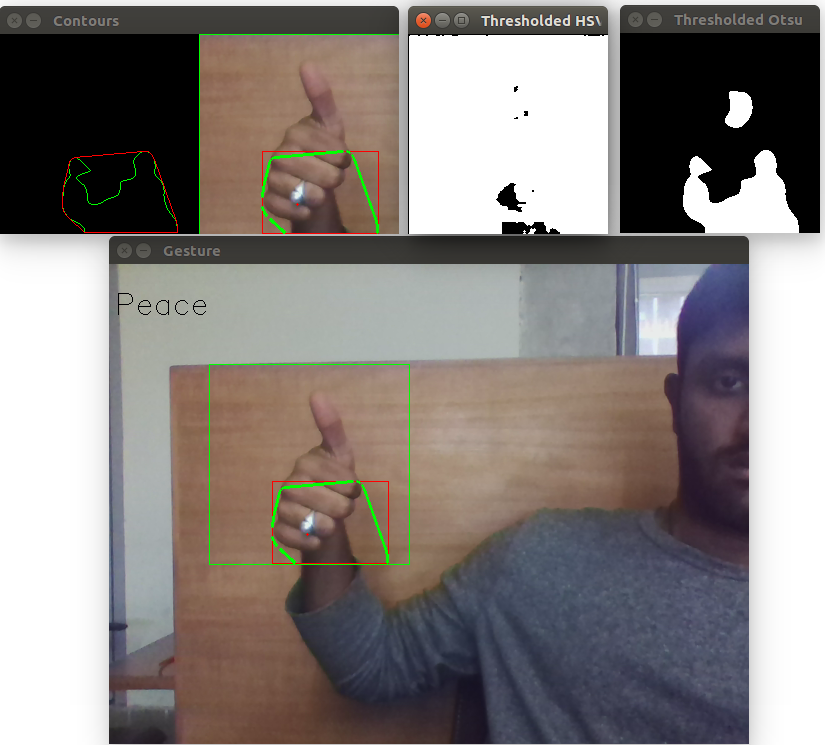 Contours
Thresholded HSV
Thresholded Otsu
Gesture
Peace